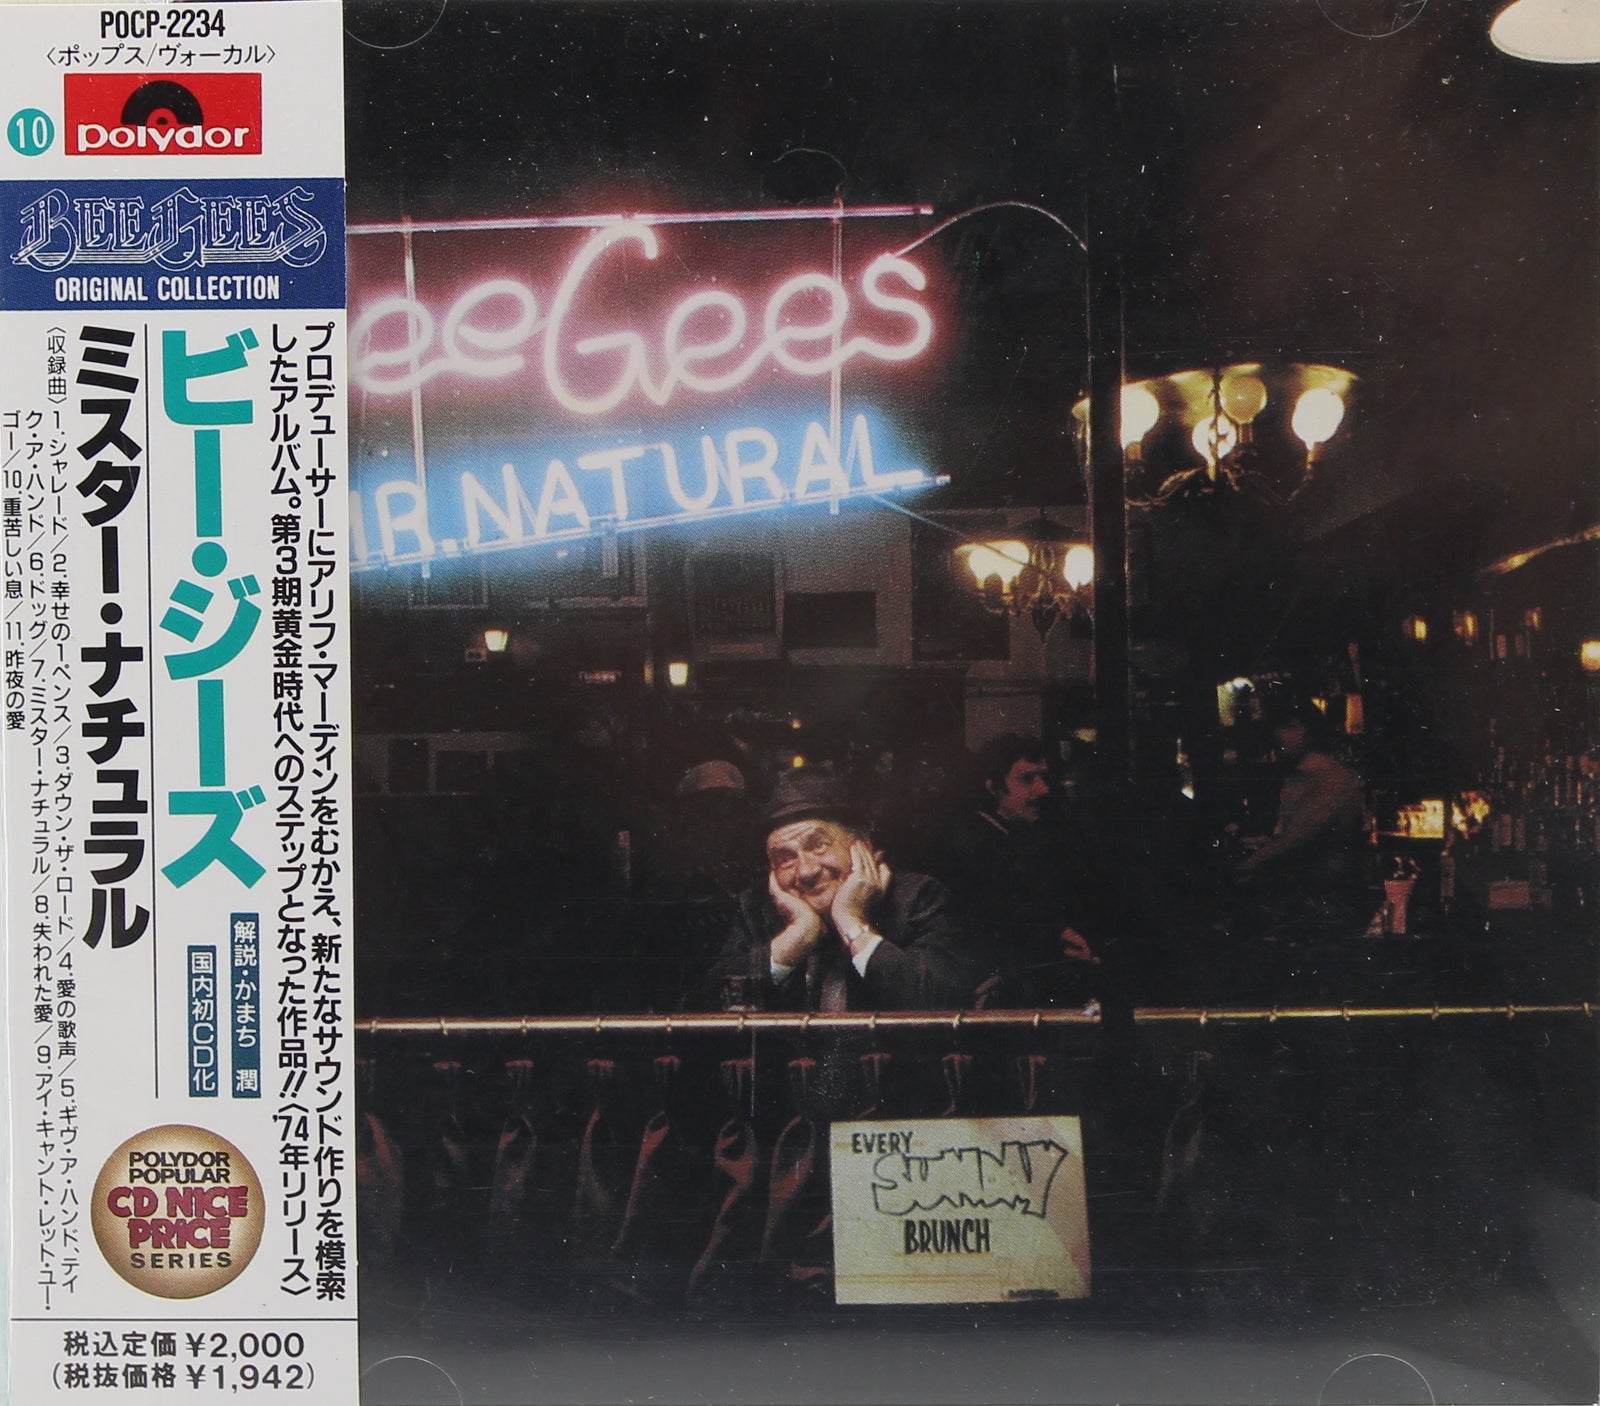 POCP-2234
〈ポップス/ヴォーカル〉
polydor
10
BEE GEES
ORIGINAL COLLECTION
プロデューサーにアリフ・マーディンをむかえ、新たなサウンド作りを模索
したアルバム。第3期黄金時代へのステップとなった作品!!〈'74年リリース〉
ビー・ジーズ
解説・かまち 潤
国内初CD化
ミスター・ナチュラル
〈収録曲〉1.シャレード/2.幸せの1ペンス/3.ダウン・ザ・ロード/4.愛の歌声/5.ギヴ・ア・ハンド、ティ
ク・ア・ハンド/6.ドッグ/7.ミスター・ナチュラル/8.失われた愛/9.アイ・キャント・レット・ユー・
ゴー/10.重苦しい息/11.昨夜の愛
POLYDOR
POPULAR
CD NICE
PRICE
SERIES
税込定価¥2,000
(税抜価格¥1,942)
eeGees
MR.NATURAL
EVERY
SUNNY
BRUNCH